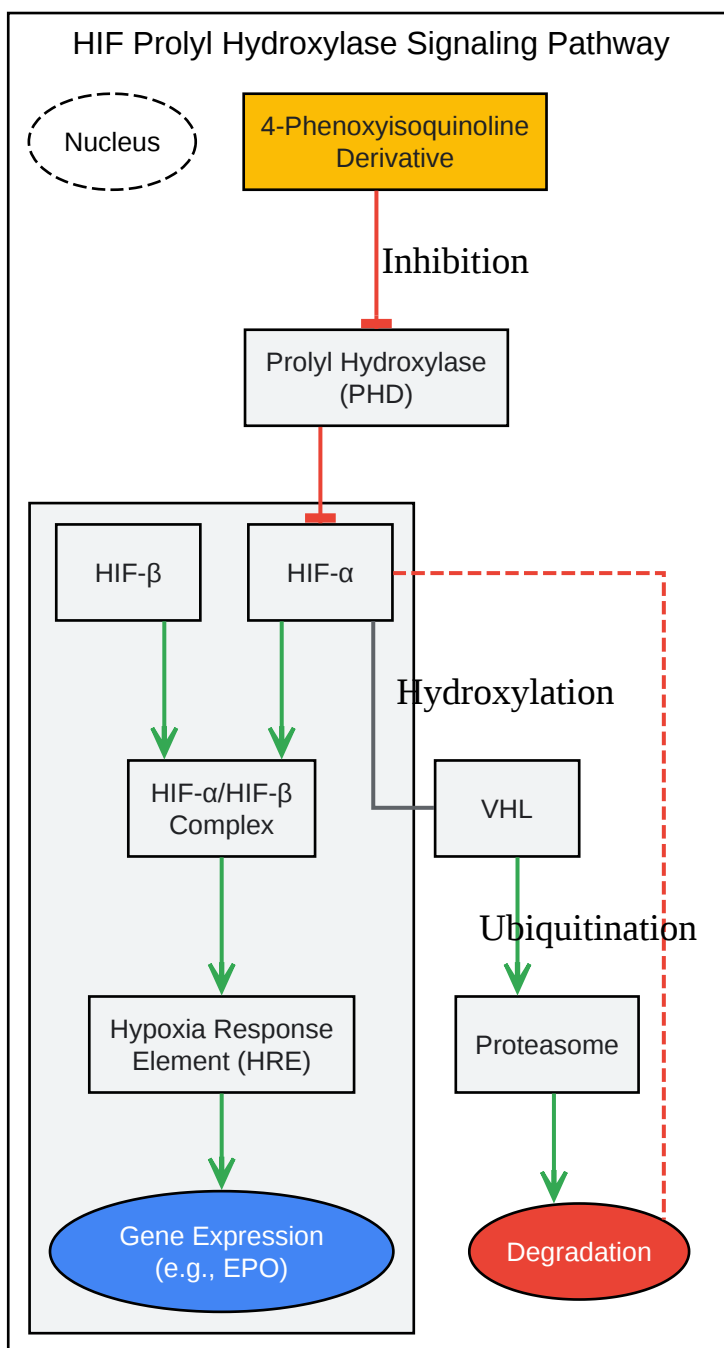 HIF Prolyl Hydroxylase Signaling Pathway
Nucleus
4-Phenoxyisoquinoline
Derivative
Inhibition
Prolyl Hydroxylase
(PHD)
HIF-β
HIF-α
Hydroxylation
HIF-α/HIF-β
Complex
VHL
Ubiquitination
Hypoxia Response
Element (HRE)
Proteasome
Gene Expression
(e.g., EPO)
Degradation